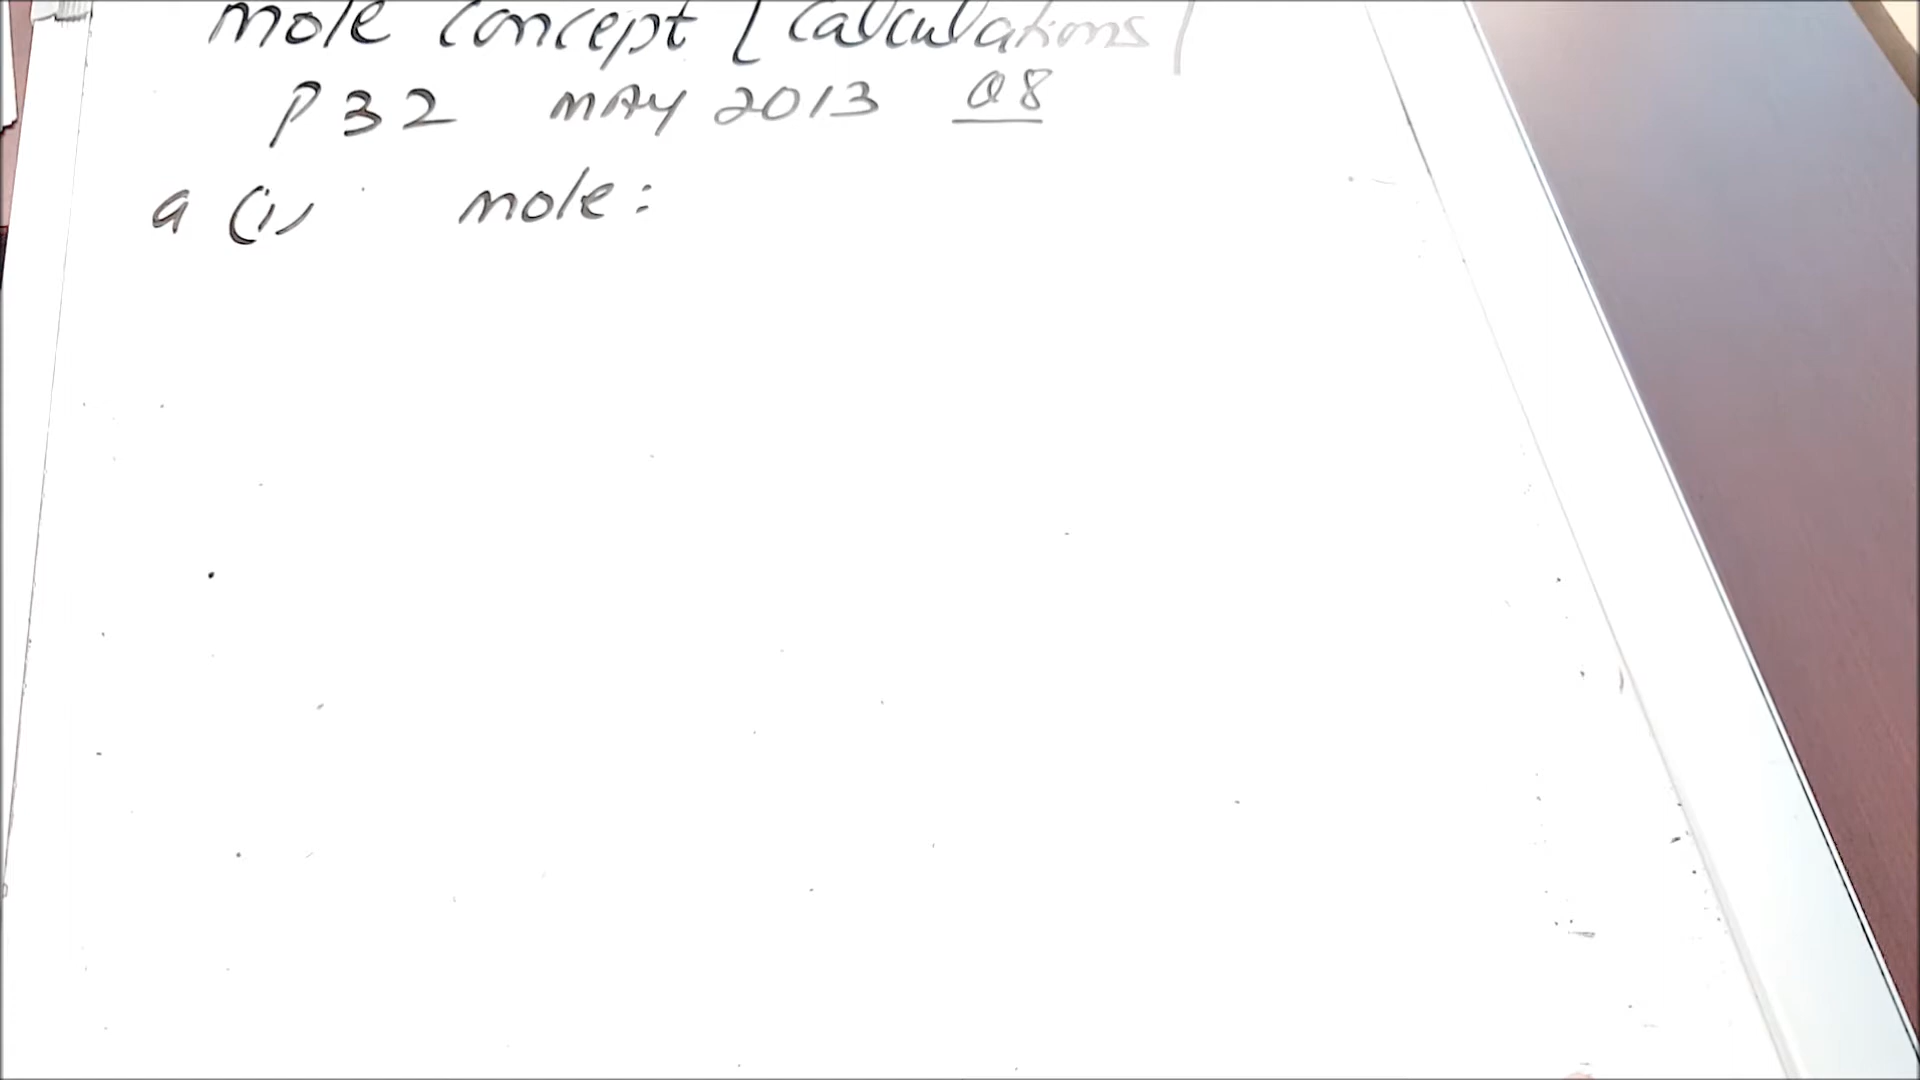 mole concept [calculations]
P32 MAY 2013 Q8
a (i) mole: